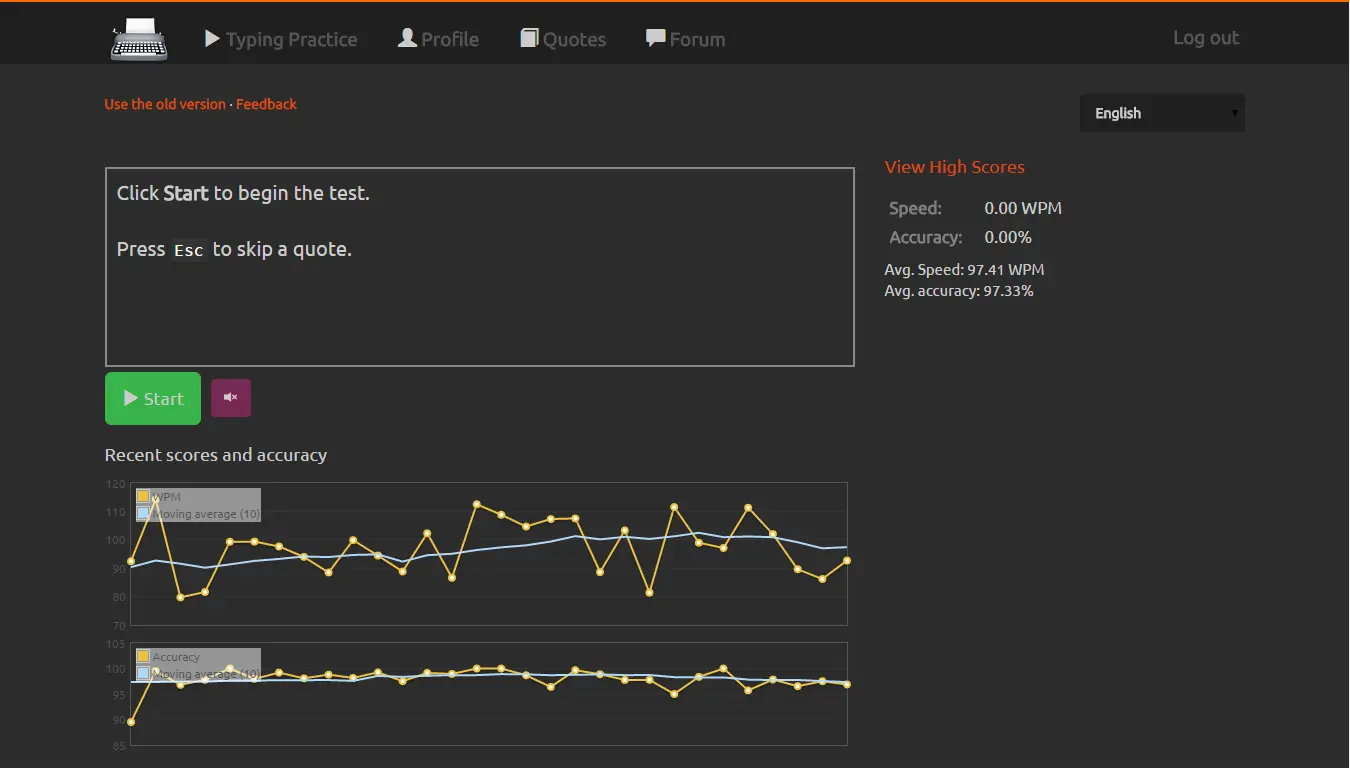 Typing Practice Profile Quotes Forum Log out
Use the old version · Feedback
English
Click Start to begin the test.
Press Esc to skip a quote.
View High Scores
Speed: 0.00 WPM
Accuracy: 0.00%
Avg. Speed: 97.41 WPM
Avg. accuracy: 97.33%
Start
Recent scores and accuracy
120
WPM
Moving average (10)
110
100
90
80
70
105
Accuracy
Moving average (10)
100
95
90
85